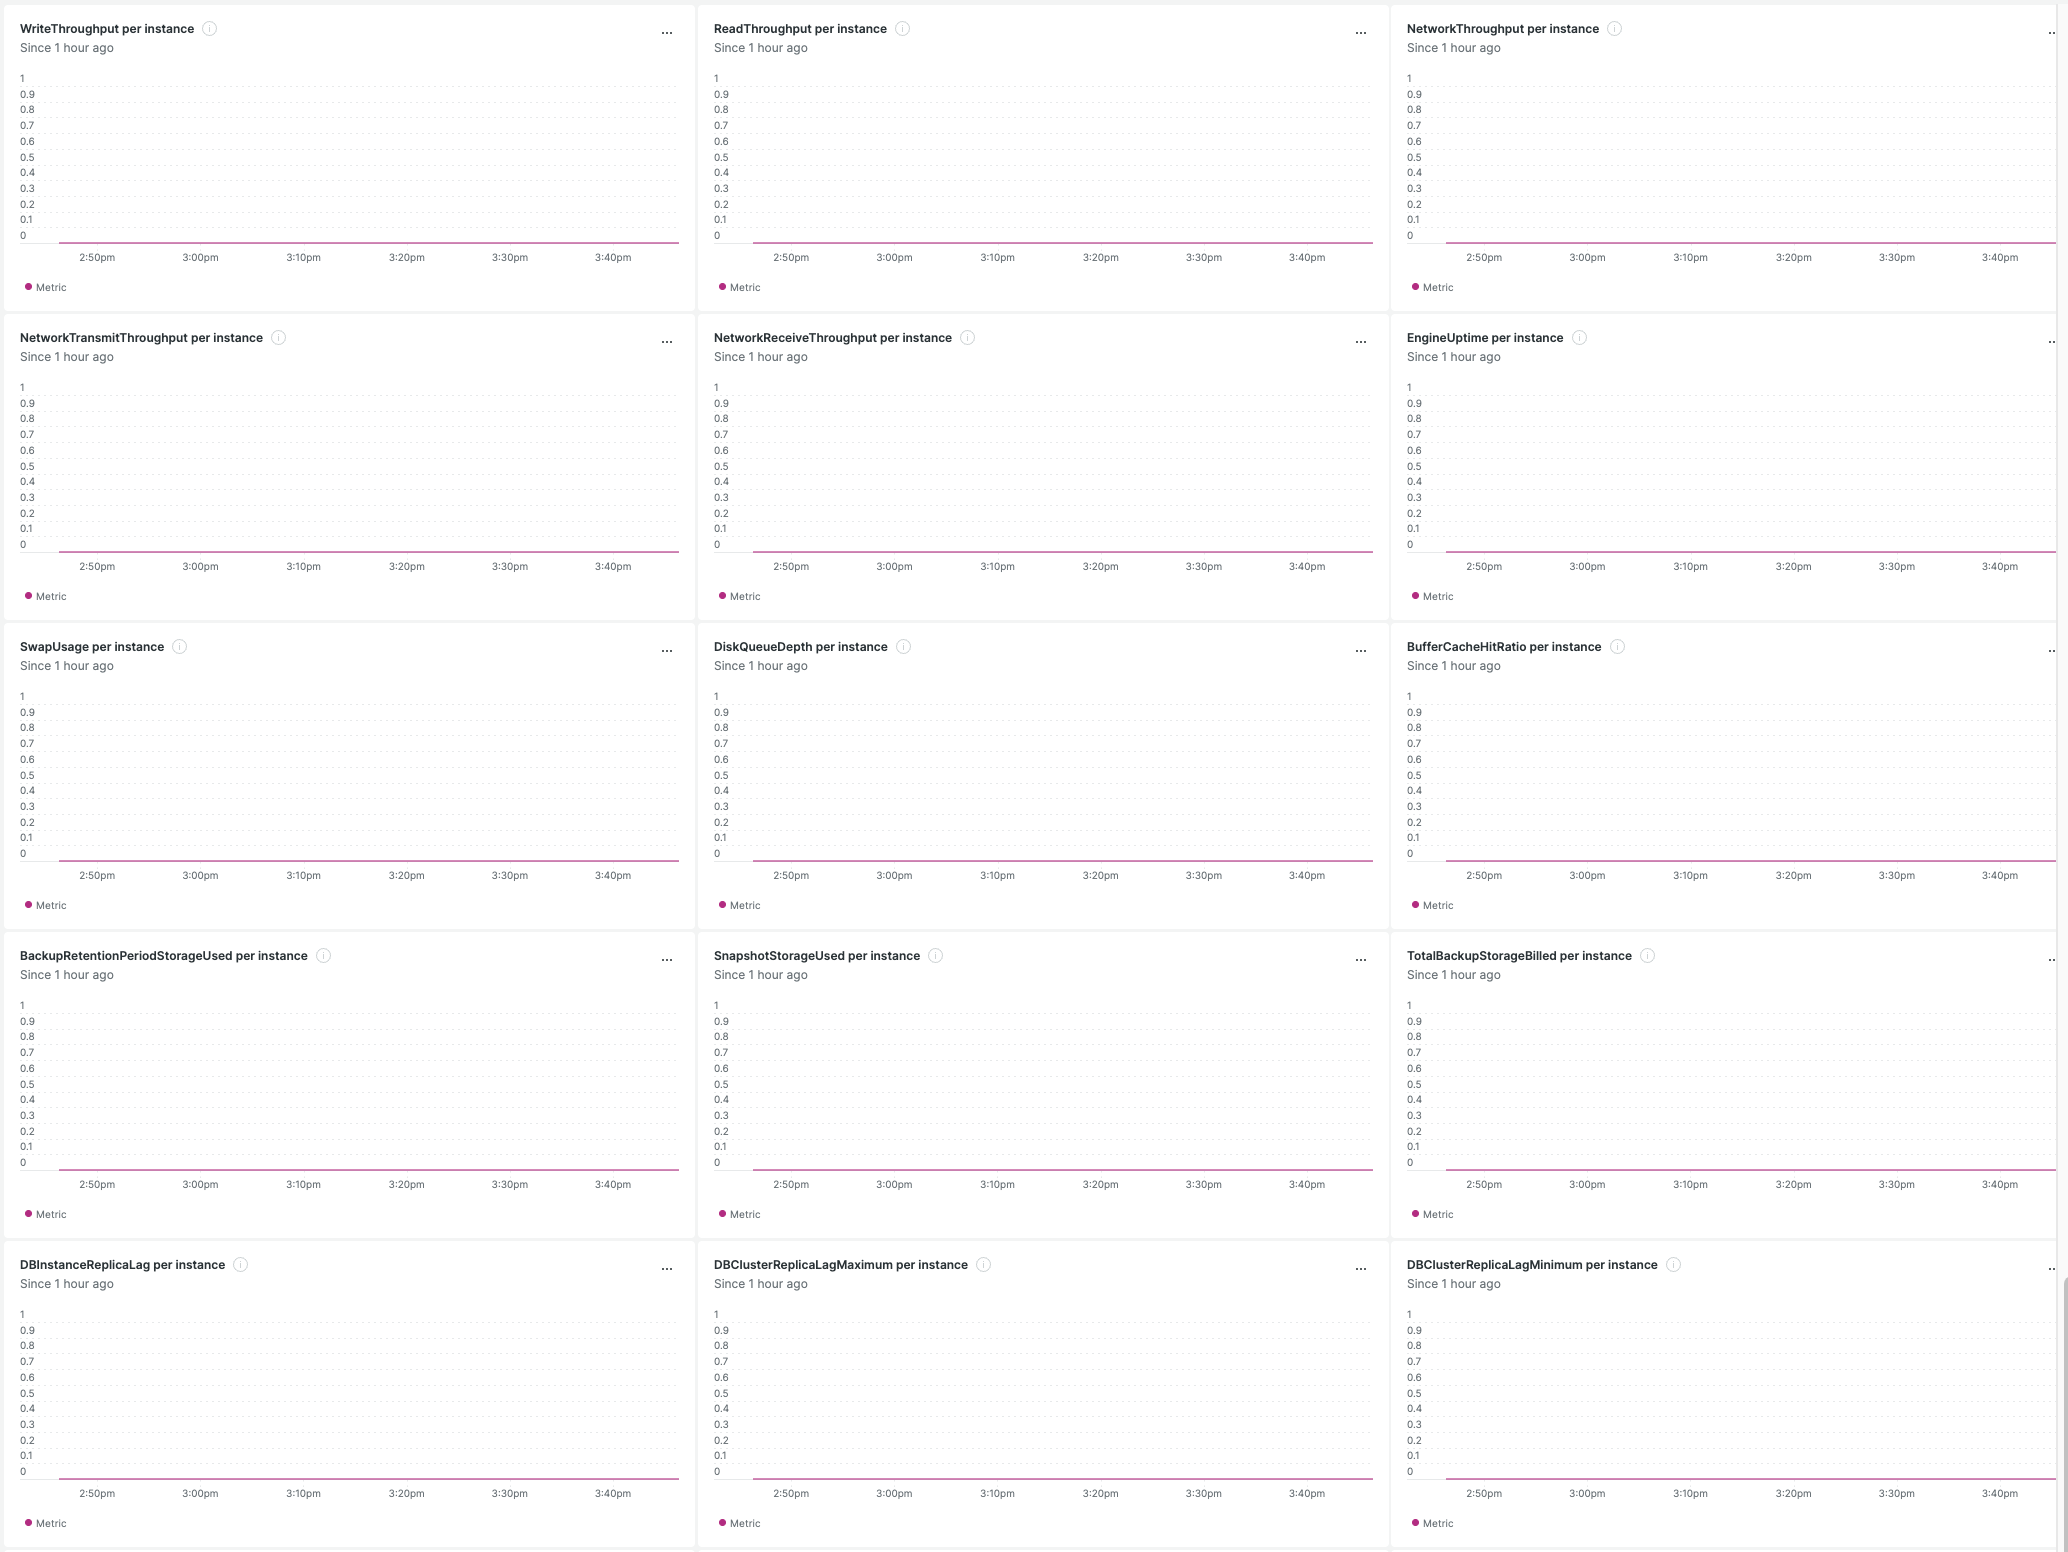 WriteThroughput per instance
Since 1 hour ago
...
1
0.9
0.8
0.7
0.6
0.5
0.4
0.3
0.2
0.1
0
2:50pm 3:00pm 3:10pm 3:20pm 3:30pm 3:40pm
Metric
ReadThroughput per instance
Since 1 hour ago
...
1
0.9
0.8
0.7
0.6
0.5
0.4
0.3
0.2
0.1
0
2:50pm 3:00pm 3:10pm 3:20pm 3:30pm 3:40pm
Metric
NetworkThroughput per instance
Since 1 hour ago
1
0.9
0.8
0.7
0.6
0.5
0.4
0.3
0.2
0.1
0
2:50pm 3:00pm 3:10pm 3:20pm 3:30pm 3:40pm
Metric
NetworkTransmitThroughput per instance
Since 1 hour ago
...
1
0.9
0.8
0.7
0.6
0.5
0.4
0.3
0.2
0.1
0
2:50pm 3:00pm 3:10pm 3:20pm 3:30pm 3:40pm
Metric
NetworkReceiveThroughput per instance
Since 1 hour ago
...
1
0.9
0.8
0.7
0.6
0.5
0.4
0.3
0.2
0.1
0
2:50pm 3:00pm 3:10pm 3:20pm 3:30pm 3:40pm
Metric
EngineUptime per instance
Since 1 hour ago
1
0.9
0.8
0.7
0.6
0.5
0.4
0.3
0.2
0.1
0
2:50pm 3:00pm 3:10pm 3:20pm 3:30pm 3:40pm
Metric
SwapUsage per instance
Since 1 hour ago
...
1
0.9
0.8
0.7
0.6
0.5
0.4
0.3
0.2
0.1
0
2:50pm 3:00pm 3:10pm 3:20pm 3:30pm 3:40pm
Metric
DiskQueueDepth per instance
Since 1 hour ago
...
1
0.9
0.8
0.7
0.6
0.5
0.4
0.3
0.2
0.1
0
2:50pm 3:00pm 3:10pm 3:20pm 3:30pm 3:40pm
Metric
BufferCacheHitRatio per instance
Since 1 hour ago
1
0.9
0.8
0.7
0.6
0.5
0.4
0.3
0.2
0.1
0
2:50pm 3:00pm 3:10pm 3:20pm 3:30pm 3:40pm
Metric
BackupRetentionPeriodStorageUsed per instance
Since 1 hour ago
...
1
0.9
0.8
0.7
0.6
0.5
0.4
0.3
0.2
0.1
0
2:50pm 3:00pm 3:10pm 3:20pm 3:30pm 3:40pm
Metric
SnapshotStorageUsed per instance
Since 1 hour ago
...
1
0.9
0.8
0.7
0.6
0.5
0.4
0.3
0.2
0.1
0
2:50pm 3:00pm 3:10pm 3:20pm 3:30pm 3:40pm
Metric
TotalBackupStorageBilled per instance
Since 1 hour ago
1
0.9
0.8
0.7
0.6
0.5
0.4
0.3
0.2
0.1
0
2:50pm 3:00pm 3:10pm 3:20pm 3:30pm 3:40pm
Metric
DBInstanceReplicaLag per instance
Since 1 hour ago
...
1
0.9
0.8
0.7
0.6
0.5
0.4
0.3
0.2
0.1
0
2:50pm 3:00pm 3:10pm 3:20pm 3:30pm 3:40pm
Metric
DBClusterReplicaLagMaximum per instance
Since 1 hour ago
...
1
0.9
0.8
0.7
0.6
0.5
0.4
0.3
0.2
0.1
0
2:50pm 3:00pm 3:10pm 3:20pm 3:30pm 3:40pm
Metric
DBClusterReplicaLagMinimum per instance
Since 1 hour ago
1
0.9
0.8
0.7
0.6
0.5
0.4
0.3
0.2
0.1
0
2:50pm 3:00pm 3:10pm 3:20pm 3:30pm 3:40pm
Metric